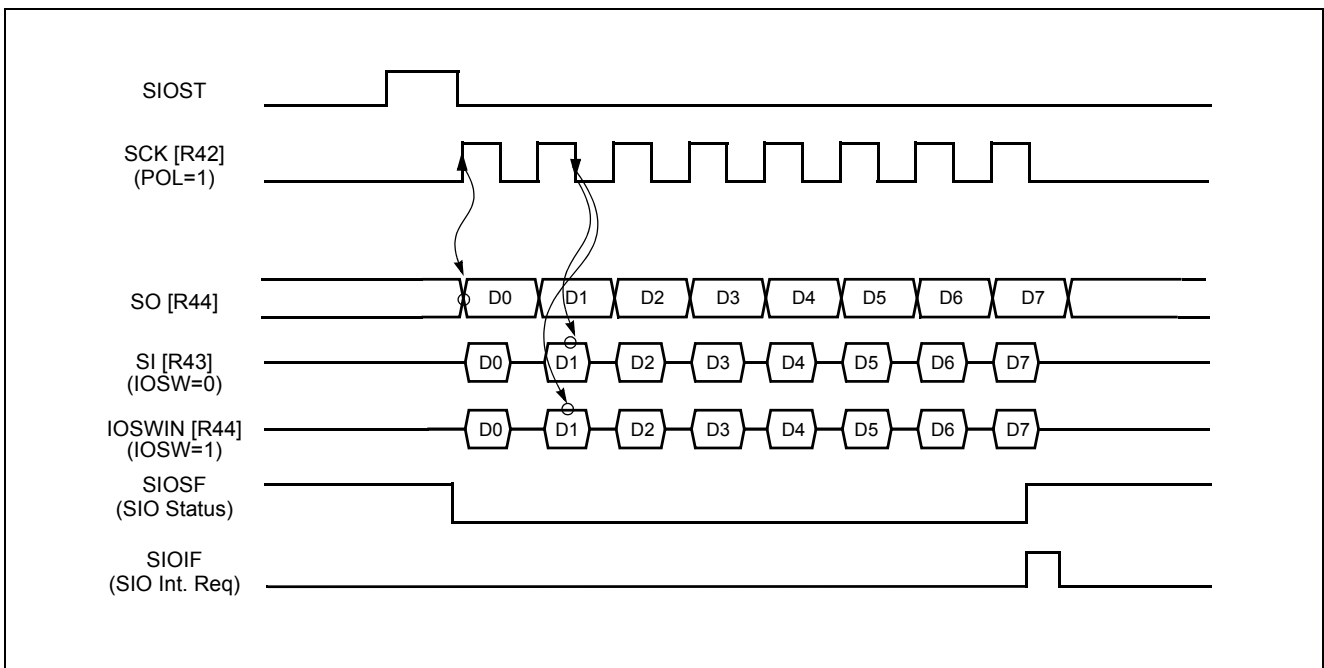 SIOST
SCK [R42]
(POL=1)
SO [R44]
D0 D1 D2 D3 D4 D5 D6 D7
SI [R43]
(IOSW=0)
D0 D1 D2 D3 D4 D5 D6 D7
IOSWIN [R44]
(IOSW=1)
D0 D1 D2 D3 D4 D5 D6 D7
SIOSF
(SIO Status)
SIOIF
(SIO Int. Req)